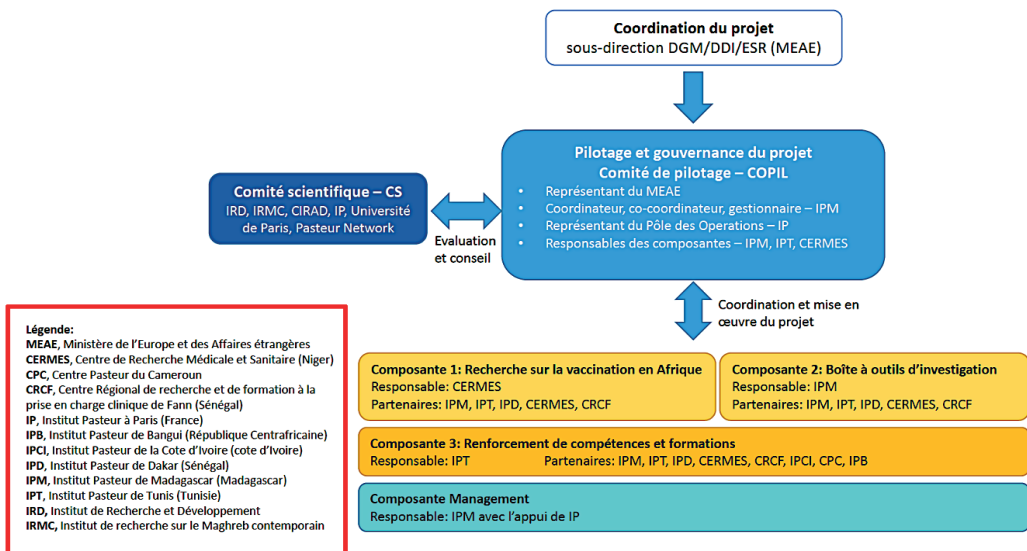 Coordination du projet
sous-direction DGM/DDI/ESR (MEAE)
Pilotage et gouvernance du projet
Comité de pilotage – COPIL
• Représentant du MEAE
• Coordinateur, co-coordinateur, gestionnaire – IPM
• Représentant du Pôle des Operations – IP
• Responsables des composantes – IPM, IPT, CERMES
Comité scientifique – CS
IRD, IRMC, CIRAD, IP, Université
de Paris, Pasteur Network
Evaluation
et conseil
Coordination et mise en
œuvre du projet
Légende:
MEAE, Ministère de l'Europe et des Affaires étrangères
CERMES, Centre de Recherche Médicale et Sanitaire (Niger)
CPC, Centre Pasteur du Cameroun
CRCF, Centre Régional de recherche et de formation à la
prise en charge clinique de Fann (Sénégal)
IP, Institut Pasteur à Paris (France)
IPB, Institut Pasteur de Bangui (République Centrafricaine)
IPCI, Institut Pasteur de la Cote d'Ivoire (cote d'Ivoire)
IPD, Institut Pasteur de Dakar (Sénégal)
IPM, Institut Pasteur de Madagascar (Madagascar)
IPT, Institut Pasteur de Tunis (Tunisie)
IRD, Institut de Recherche et Développement
IRMC, Institut de recherche sur le Maghreb contemporain
Composante 1: Recherche sur la vaccination en Afrique
Responsable: CERMES
Partenaires: IPM, IPT, IPD, CERMES, CRCF
Composante 2: Boîte à outils d'investigation
Responsable: IPM
Partenaires: IPM, IPT, IPD, CERMES, CRCF
Composante 3: Renforcement de compétences et formations
Responsable: IPT Partenaires: IPM, IPT, IPD, CERMES, CRCF, IPCI, CPC, IPB
Composante Management
Responsable: IPM avec l'appui de IP